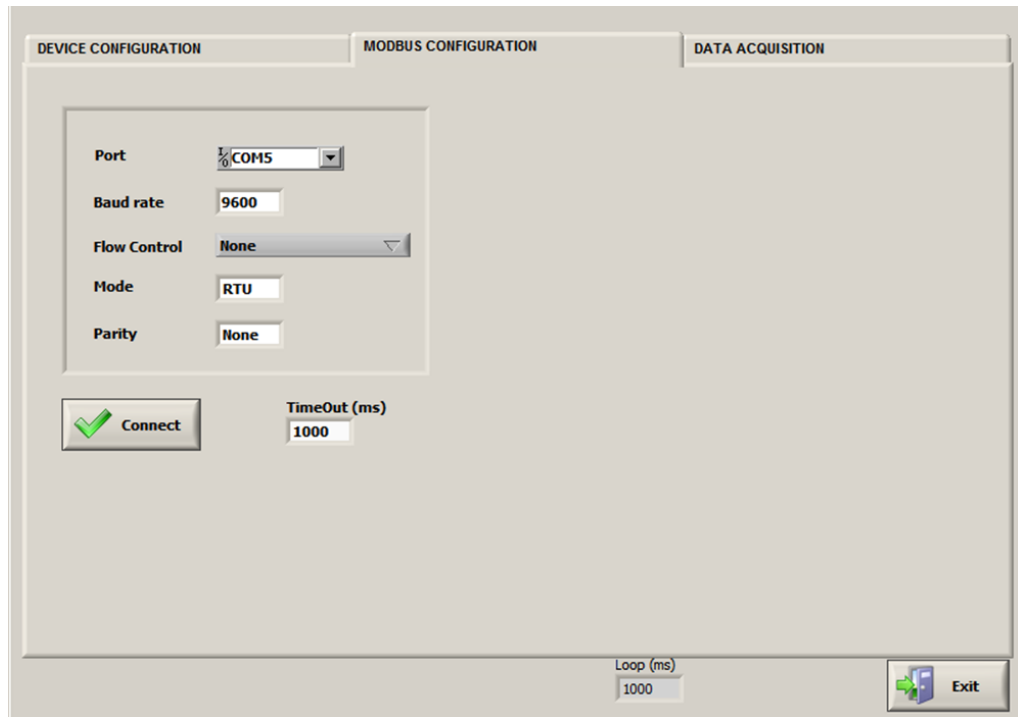 DEVICE CONFIGURATION
MODBUS CONFIGURATION
DATA ACQUISITION
Port
I/O COM5
Baud rate
9600
Flow Control
None
Mode
RTU
Parity
None
Connect
TimeOut (ms)
1000
Loop (ms)
1000
Exit